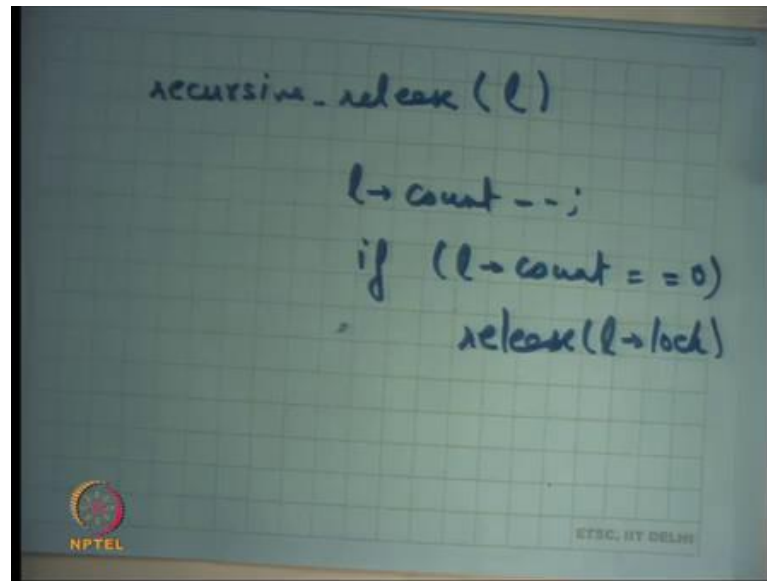 recursive_release (l)
l→ count --;
if (l→ count = = 0)
release(l→lock)
NPTEL
ETSC, IIT DELHI